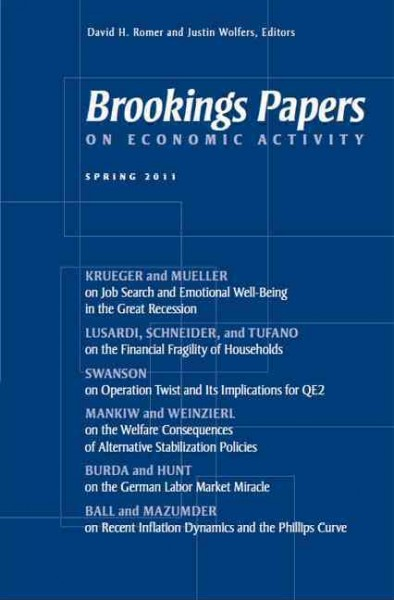 David H. Romer and Justin Wolfers, Editors
Brookings Papers
ON ECONOMIC ACTIVITY
SPRING 2011
KRUEGER and MUELLER
on Job Search and Emotional Well-Being
in the Great Recession
LUSARDI, SCHNEIDER, and TUFANO
on the Financial Fragility of Households
SWANSON
on Operation Twist and Its Implications for QE2
MANKIW and WEINZIERL
on the Welfare Consequences
of Alternative Stabilization Policies
BURDA and HUNT
on the German Labor Market Miracle
BALL and MAZUMDER
on Recent Inflation Dynamics and the Phillips Curve